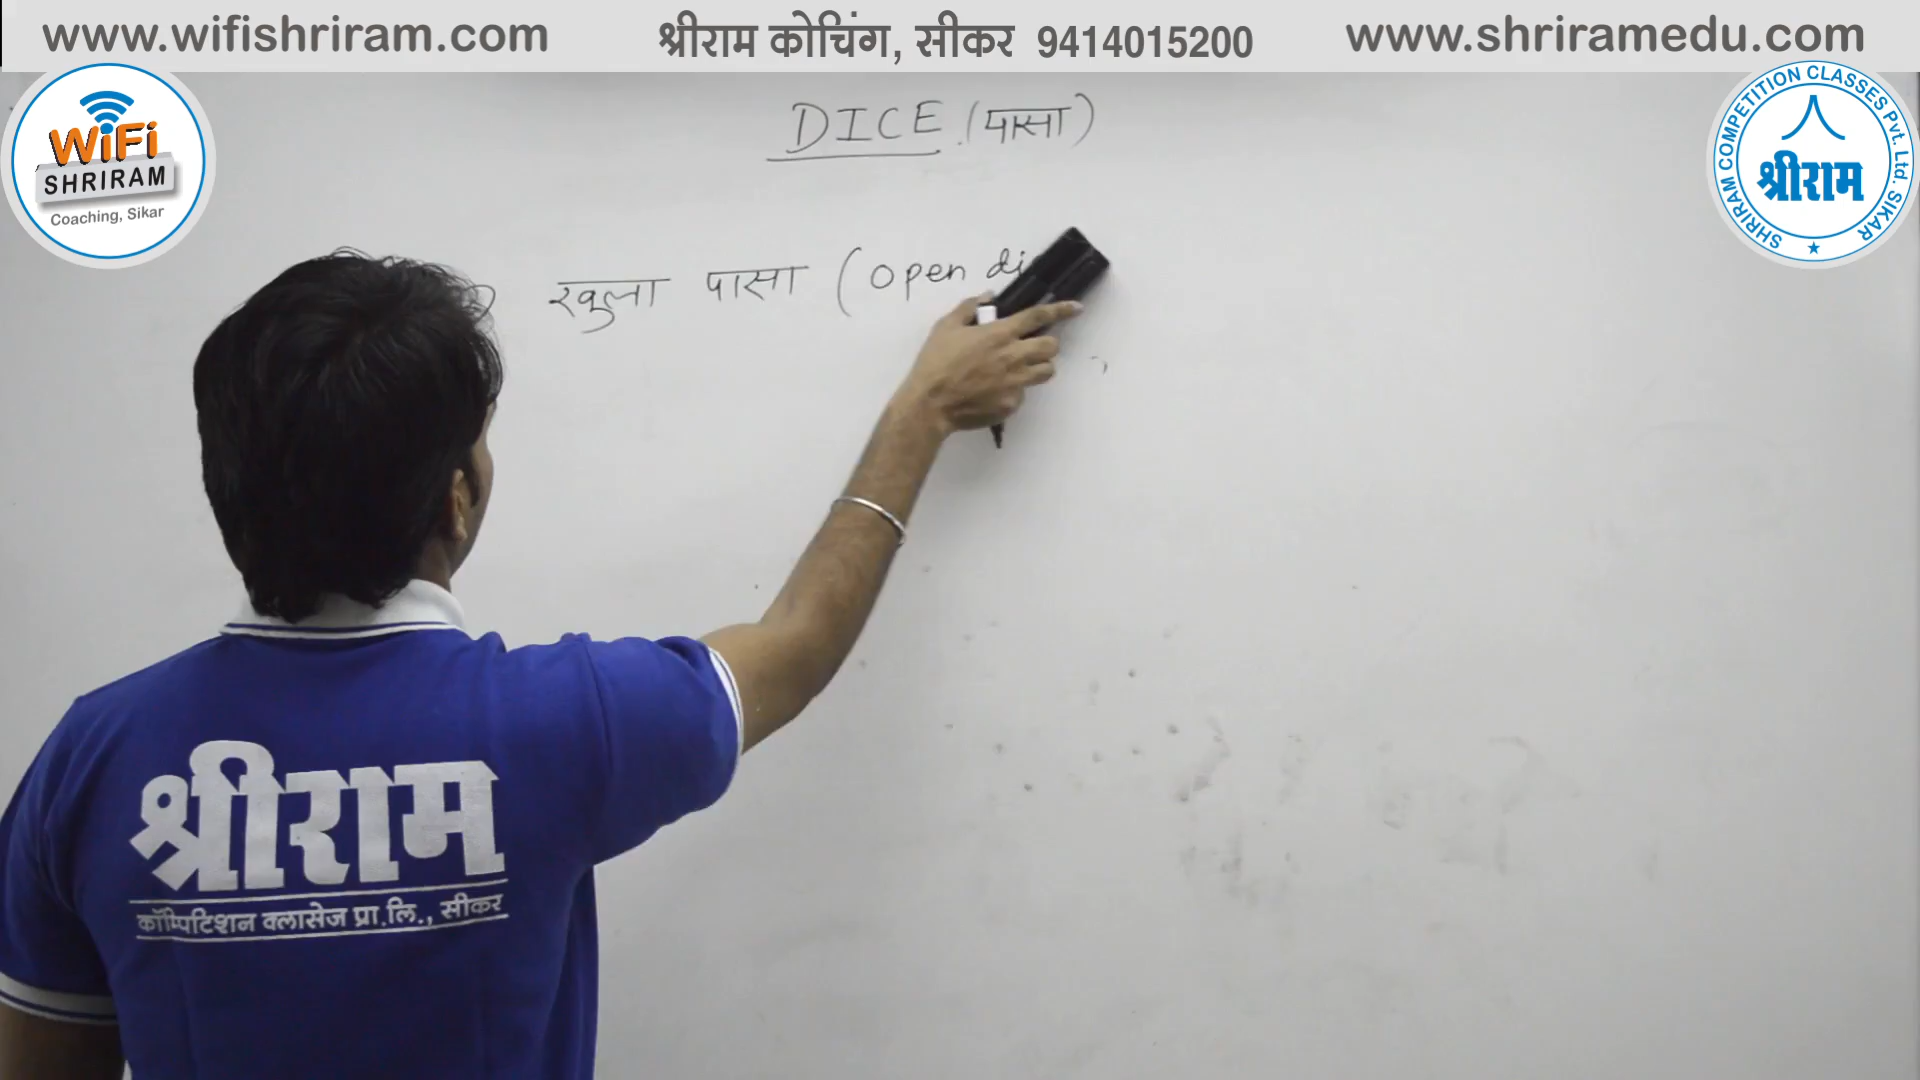 www.wifishriram.com
श्रीराम कोचिंग, सीकर 9414015200
www.shriramedu.com
WiFi
SHRIRAM
Coaching, Sikar
SHRIRAM COMPETITION CLASSES Pvt. Ltd. SIKAR
श्रीराम
DICE (पासा)
खुला पासा (open di
श्रीराम
कॉम्पिटिशन क्लासेज प्रा.लि., सीकर